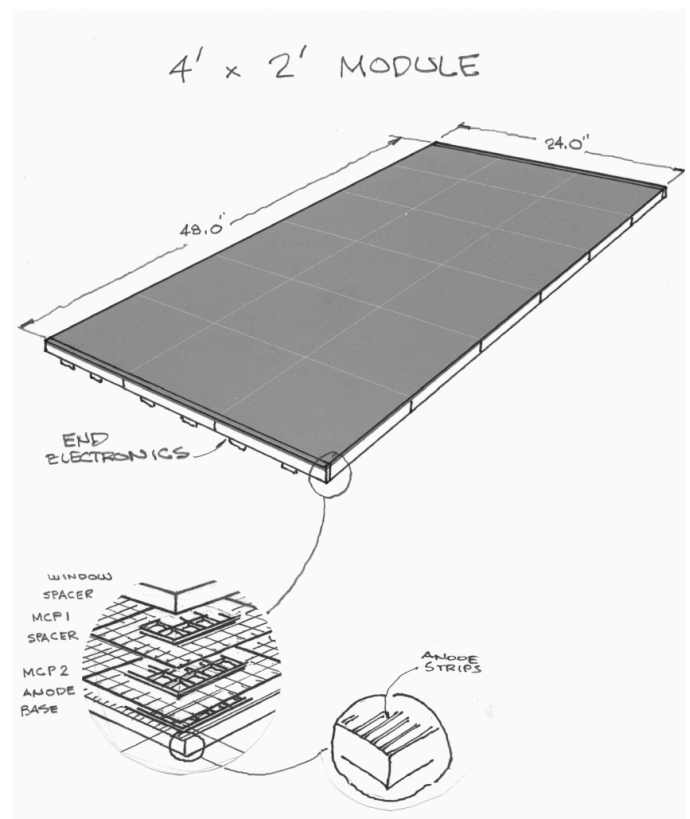 4' x 2' MODULE
24.0"
48.0"
END
ELECTRONICS
WINDOW
SPACER
MCP1
SPACER
MCP2
ANODE
BASE
ANODE
STRIPS